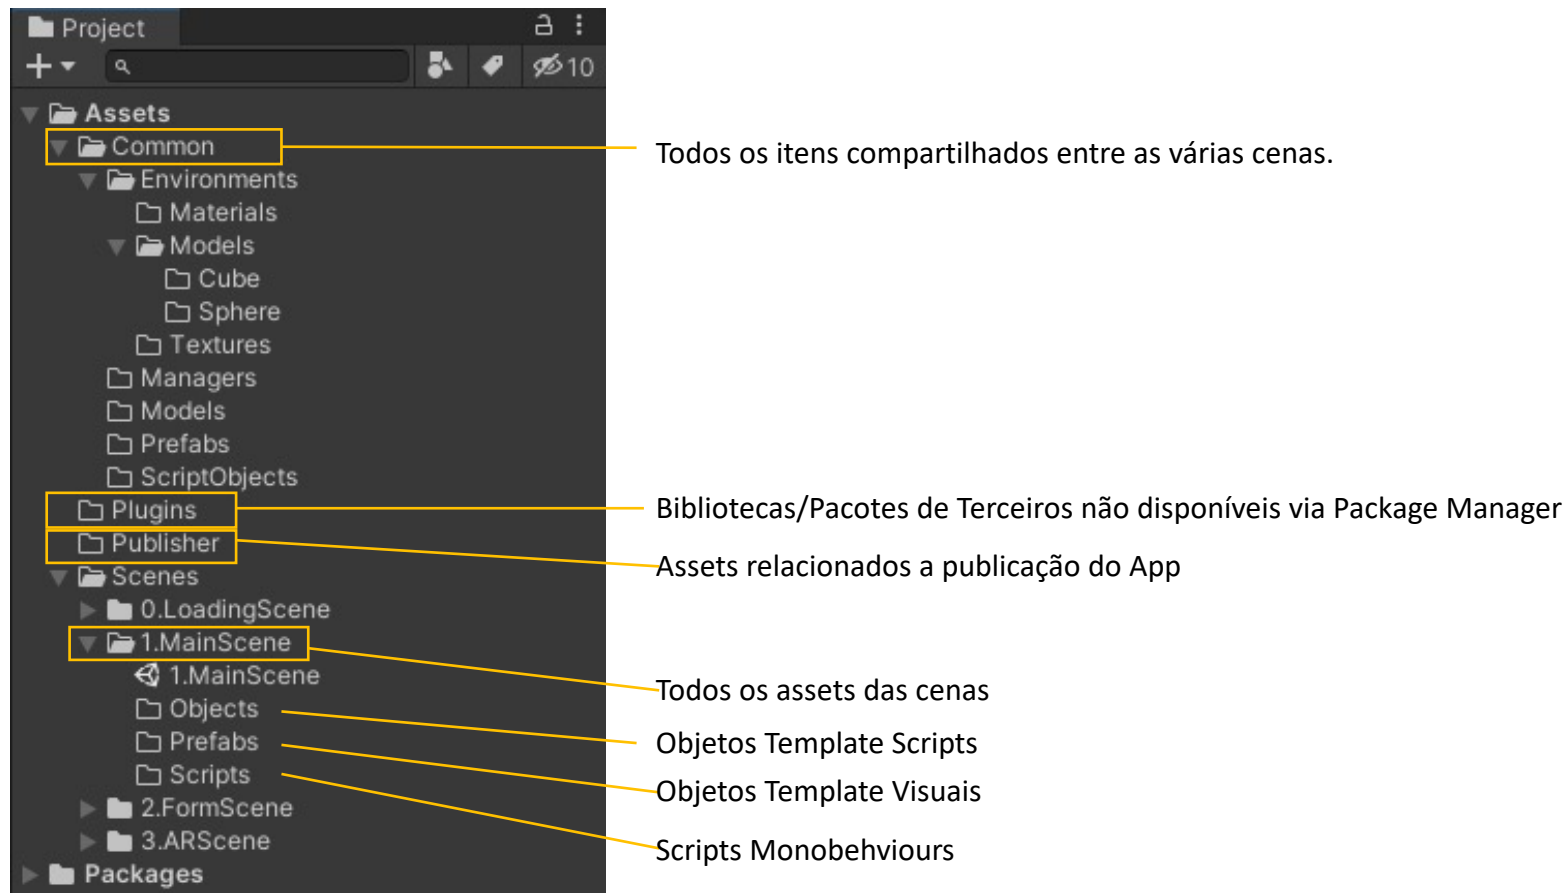 Project
10
Assets
Common
Todos os itens compartilhados entre as várias cenas.
Environments
Materials
Models
Cube
Sphere
Textures
Managers
Models
Prefabs
ScriptObjects
Plugins
Bibliotecas/Pacotes de Terceiros não disponíveis via Package Manager
Publisher
Assets relacionados a publicação do App
Scenes
0.LoadingScene
1.MainScene
1.MainScene
Todos os assets das cenas
Objects
Objetos Template Scripts
Prefabs
Objetos Template Visuais
Scripts
Scripts Monobehviours
2.FormScene
3.ARScene
Packages